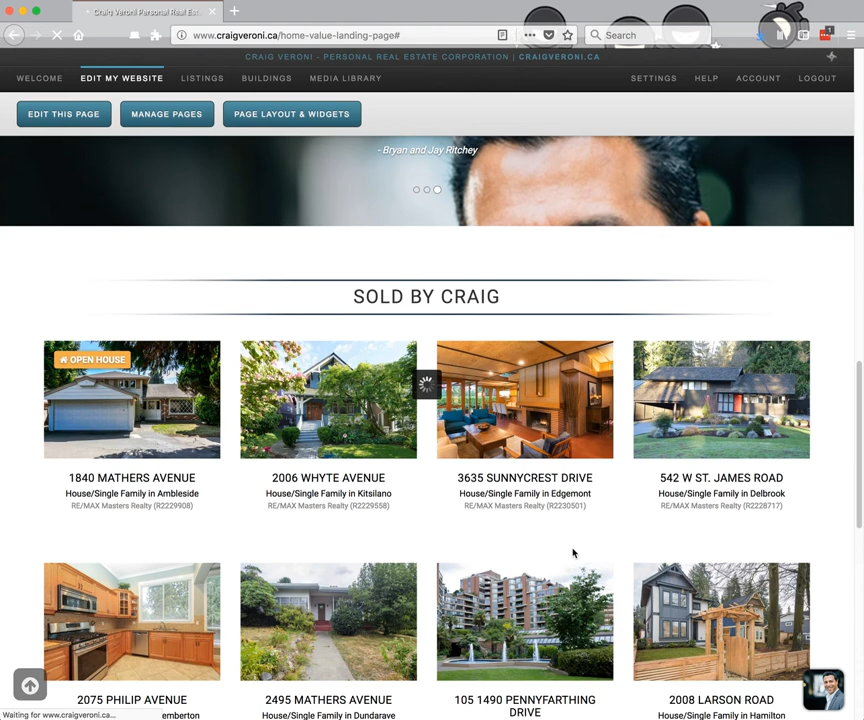 Craig Veroni Personal Real Est...
www.craigveroni.ca/home-value-landing-page#
Search
1
CRAIG VERONI - PERSONAL REAL ESTATE CORPORATION | CRAIGVERONI.CA
WELCOME EDIT MY WEBSITE LISTINGS BUILDINGS MEDIA LIBRARY SETTINGS HELP ACCOUNT LOGOUT
EDIT THIS PAGE MANAGE PAGES PAGE LAYOUT & WIDGETS
- Bryan and Jay Ritchey
SOLD BY CRAIG
OPEN HOUSE
1840 MATHERS AVENUE
House/Single Family in Ambleside
RE/MAX Masters Realty (R2229908)
2006 WHYTE AVENUE
House/Single Family in Kitsilano
RE/MAX Masters Realty (R2229558)
3635 SUNNYCREST DRIVE
House/Single Family in Edgemont
RE/MAX Masters Realty (R2230501)
542 W ST. JAMES ROAD
House/Single Family in Delbrook
RE/MAX Masters Realty (R2228717)
2075 PHILIP AVENUE
emberton
2495 MATHERS AVENUE
House/Single Family in Dundarave
105 1490 PENNYFARTHING
DRIVE
2008 LARSON ROAD
House/Single Family in Hamilton
Waiting for www.craigveroni.ca...